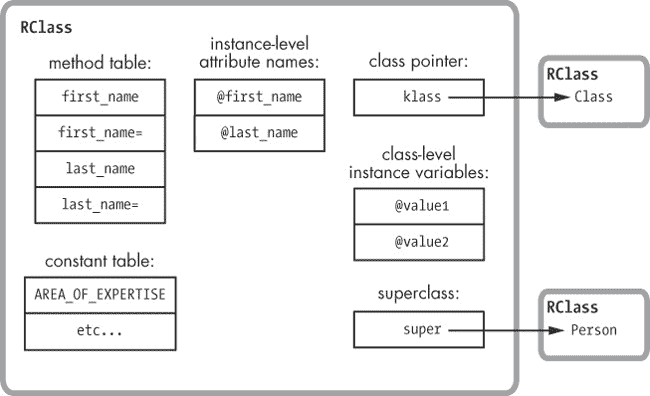 RClass
method table:
first_name
first_name=
last_name
last_name=
instance-level
attribute names:
@first_name
@last_name
class pointer:
klass
RClass
Class
class-level
instance variables:
@value1
@value2
constant table:
AREA_OF_EXPERTISE
etc...
superclass:
super
RClass
Person